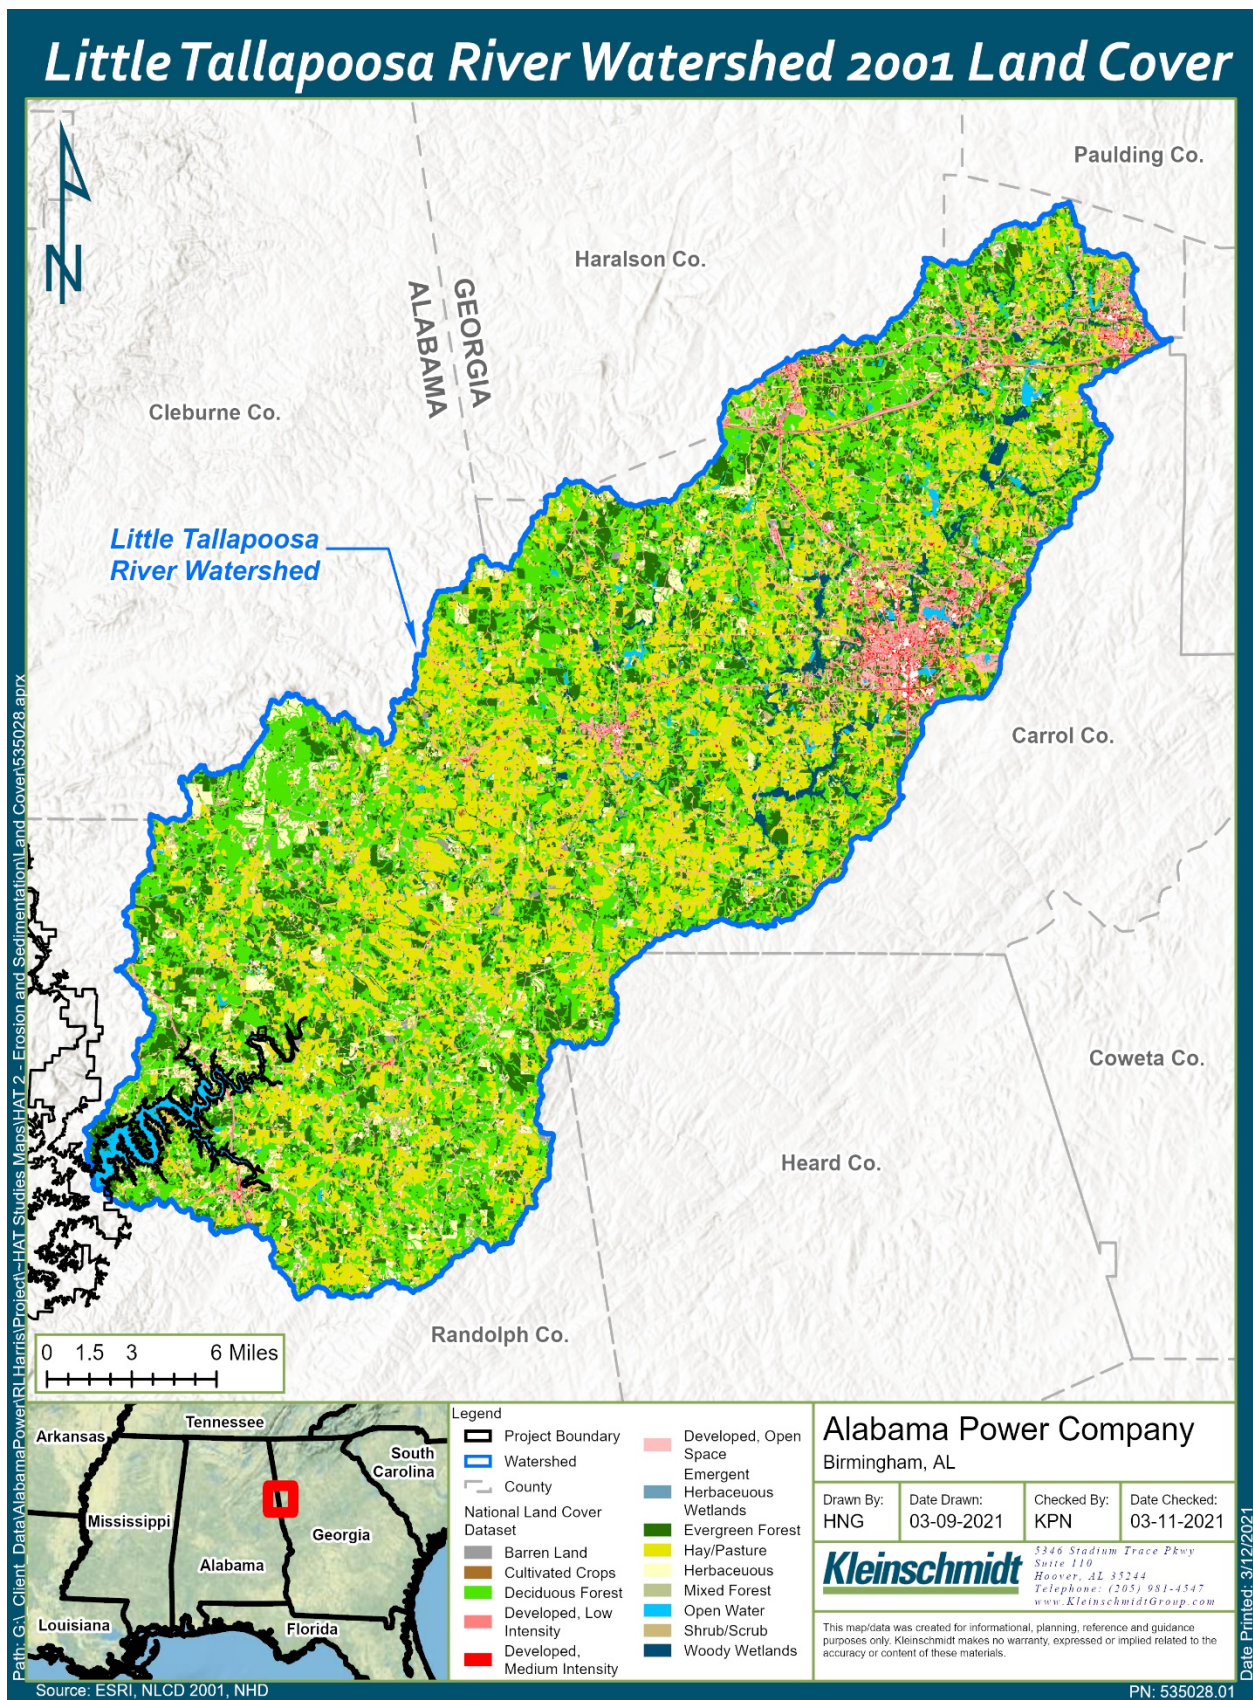 Little Tallapoosa River Watershed 2001 Land Cover
N
Paulding Co.
Haralson Co.
GEORGIA
ALABAMA
Cleburne Co.
Little Tallapoosa
River Watershed
Carrol Co.
Coweta Co.
Heard Co.
Randolph Co.
0 1.5 3 6 Miles
Path: G:\_Client_Data\AlabamaPower\RLHarris\Project\~HAT Studies Maps\HAT 2 - Erosion and Sedimentation\Land Cover\535028.aprx
Arkansas
Tennessee
South
Carolina
Mississippi
Georgia
Alabama
Louisiana
Florida
Legend
Project Boundary
Watershed
County
National Land Cover
Dataset
Barren Land
Cultivated Crops
Deciduous Forest
Developed, Low
Intensity
Developed,
Medium Intensity
Developed, Open
Space
Emergent
Herbaceuous
Wetlands
Evergreen Forest
Hay/Pasture
Herbaceous
Mixed Forest
Open Water
Shrub/Scrub
Woody Wetlands
Alabama Power Company
Birmingham, AL
Drawn By:
HNG
Date Drawn:
03-09-2021
Checked By:
KPN
Date Checked:
03-11-2021
Kleinschmidt
5346 Stadium Trace Pkwy
Suite 110
Hoover, AL 35244
Telephone: (205) 981-4547
www.KleinschmidtGroup.com
This map/data was created for informational, planning, reference and guidance
purposes only. Kleinschmidt makes no warranty, expressed or implied related to the
accuracy or content of these materials.
Date Printed: 3/12/2021
Source: ESRI, NLCD 2001, NHD
PN: 535028.01